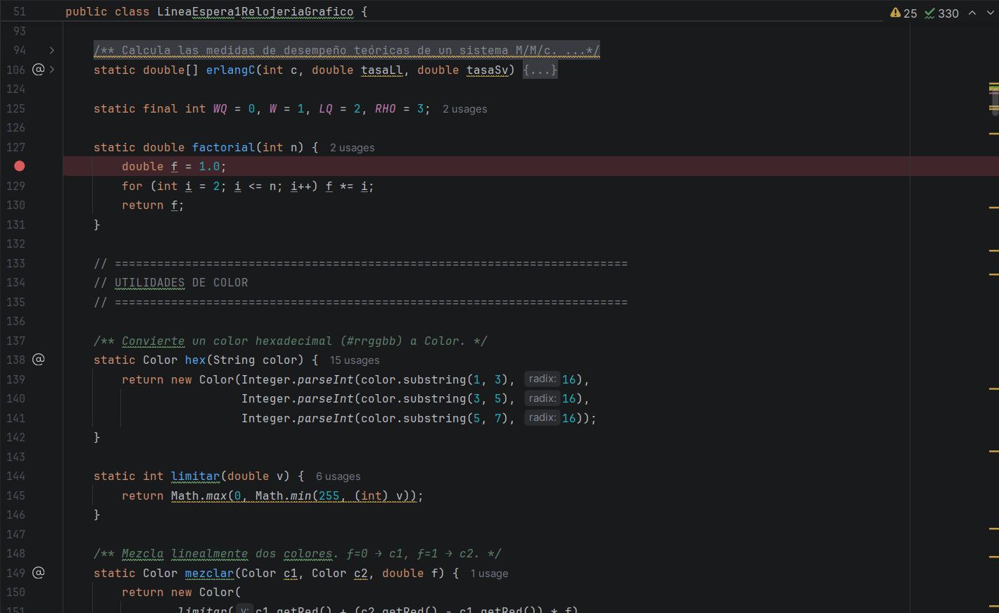 51 public class LineaEspera1RelojeriaGrafico { 25 330
93
94 /** Calcula las medidas de desempeño teóricas de un sistema M/M/c. ...*/
106 @ static double[] erlangC(int c, double tasaLl, double tasaSv) {...}
124
125 static final int WQ = 0, W = 1, LQ = 2, RHO = 3; 2 usages
126
127 static double factorial(int n) { 2 usages
double f = 1.0;
129 for (int i = 2; i <= n; i++) f *= i;
130 return f;
131 }
132
133 // =========================================================================
134 // UTILIDADES DE COLOR
135 // =========================================================================
136
137 /** Convierte un color hexadecimal (#rrggbb) a Color. */
138 @ static Color hex(String color) { 15 usages
139 return new Color(Integer.parseInt(color.substring(1, 3), radix: 16),
140 Integer.parseInt(color.substring(3, 5), radix: 16),
141 Integer.parseInt(color.substring(5, 7), radix: 16));
142 }
143
144 static int limitar(double v) { 6 usages
145 return Math.max(0, Math.min(255, (int) v));
146 }
147
148 /** Mezcla linealmente dos colores. f=0 → c1, f=1 → c2. */
149 @ static Color mezclar(Color c1, Color c2, double f) { 1 usage
150 return new Color(
151 limitar( v: c1.getRed() + (c2.getRed() - c1.getRed()) * f)